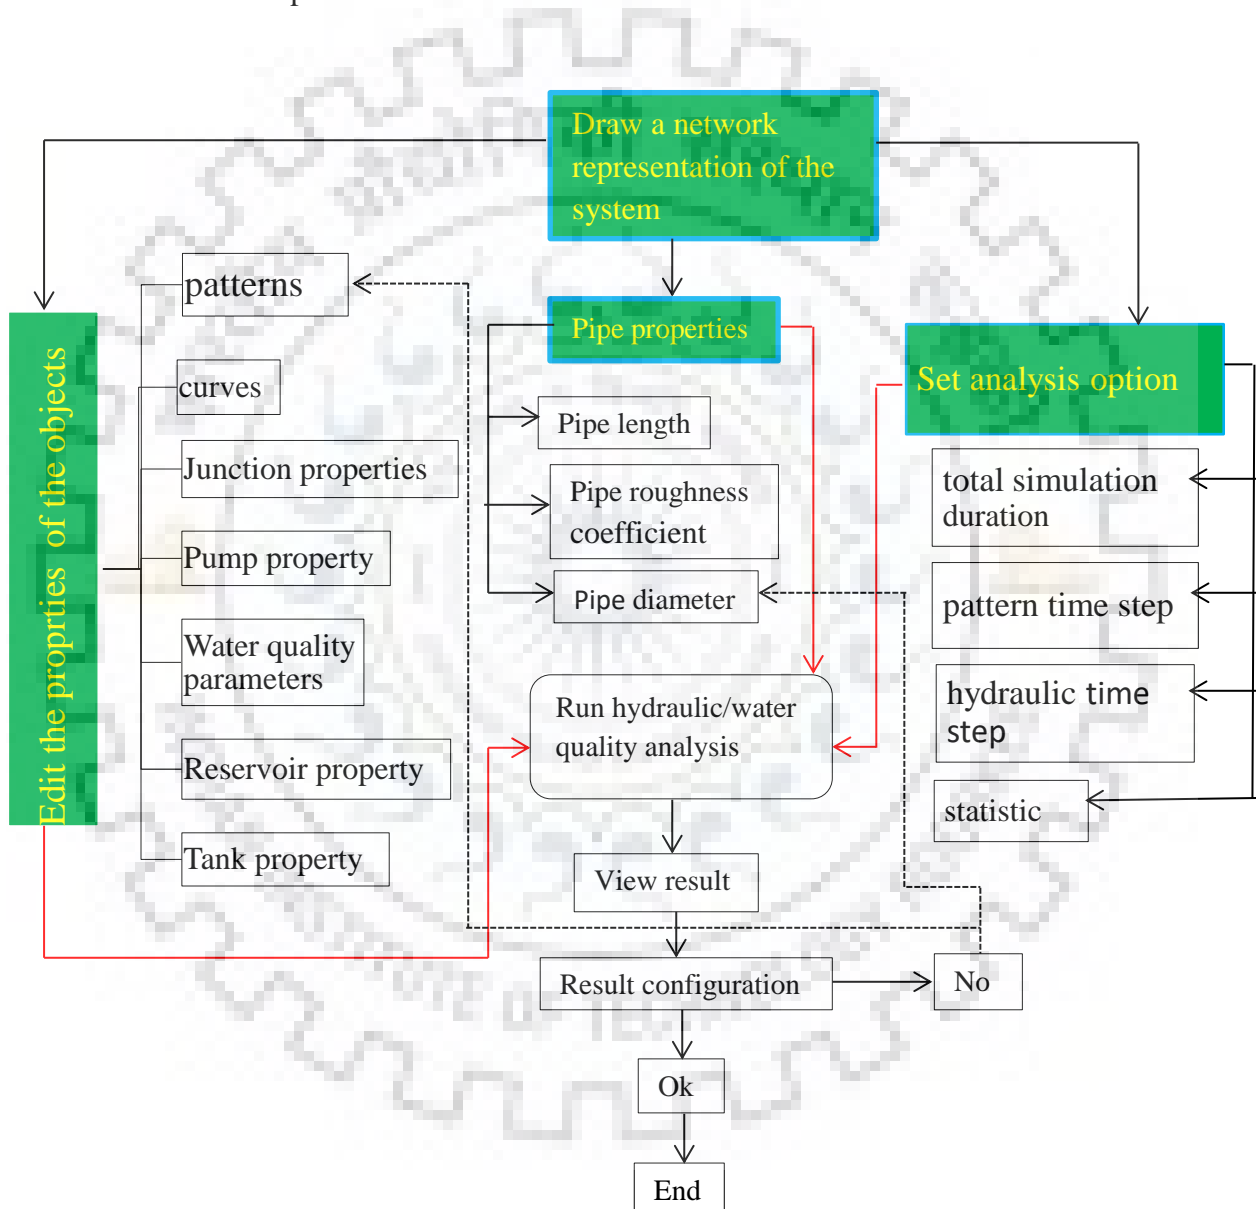 Draw a network
representation of the
system
patterns
Pipe properties
Edit the proprties of the objects
Set analysis option
curves
Pipe length
Junction properties
total simulation
duration
Pipe roughness
coefficient
Pump property
Pipe diameter
pattern time step
Water quality
parameters
hydraulic time
step
Run hydraulic/water
quality analysis
Reservoir property
statistic
Tank property
View result
Result configuration
No
Ok
End